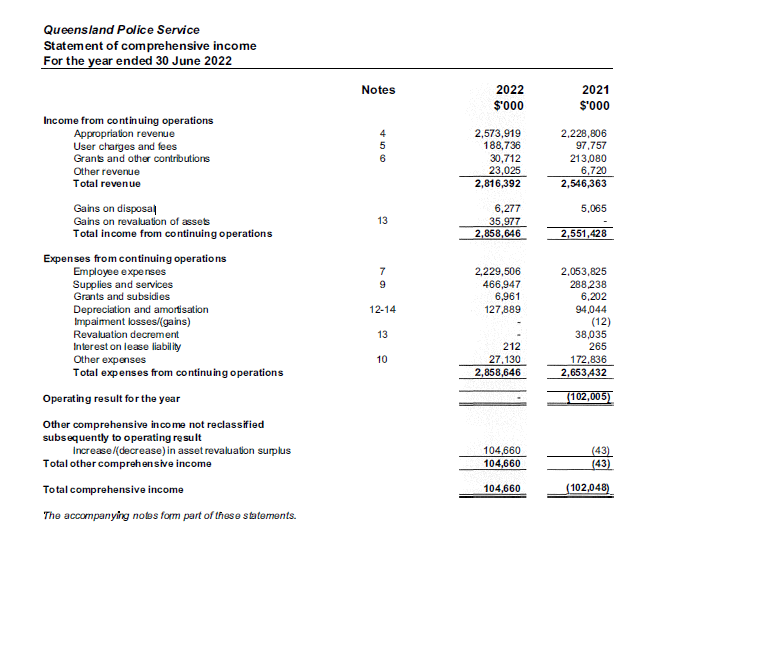 Queensland Police Service
Statement of comprehensive income
For the year ended 30 June 2022
Notes 2022 2021
$'000 $'000
Income from continuing operations
Appropriation revenue 4 2,573,919 2,228,806
User charges and fees 5 188,736 97,757
Grants and other contributions 6 30,712 213,080
Other revenue 23,025 6,720
Total revenue 2,816,392 2,546,363
Gains on disposal 6,277 5,065
Gains on revaluation of assets 13 35,977 -
Total income from continuing operations 2,858,646 2,551,428
Expenses from continuing operations
Employee expenses 7 2,229,506 2,053,825
Supplies and services 9 466,947 288,238
Grants and subsidies 6,961 6,202
Depreciation and amortisation 12-14 127,889 94,044
Impairment losses/(gains) - (12)
Revaluation decrement 13 - 38,035
Interest on lease liability 212 265
Other expenses 10 27,130 172,836
Total expenses from continuing operations 2,858,646 2,653,432
Operating result for the year - (102,005)
Other comprehensive income not reclassified
subsequently to operating result
Increase/(decrease) in asset revaluation surplus 104,660 (43)
Total other comprehensive income 104,660 (43)
Total comprehensive income 104,660 (102,048)
The accompanying notes form part of these statements.